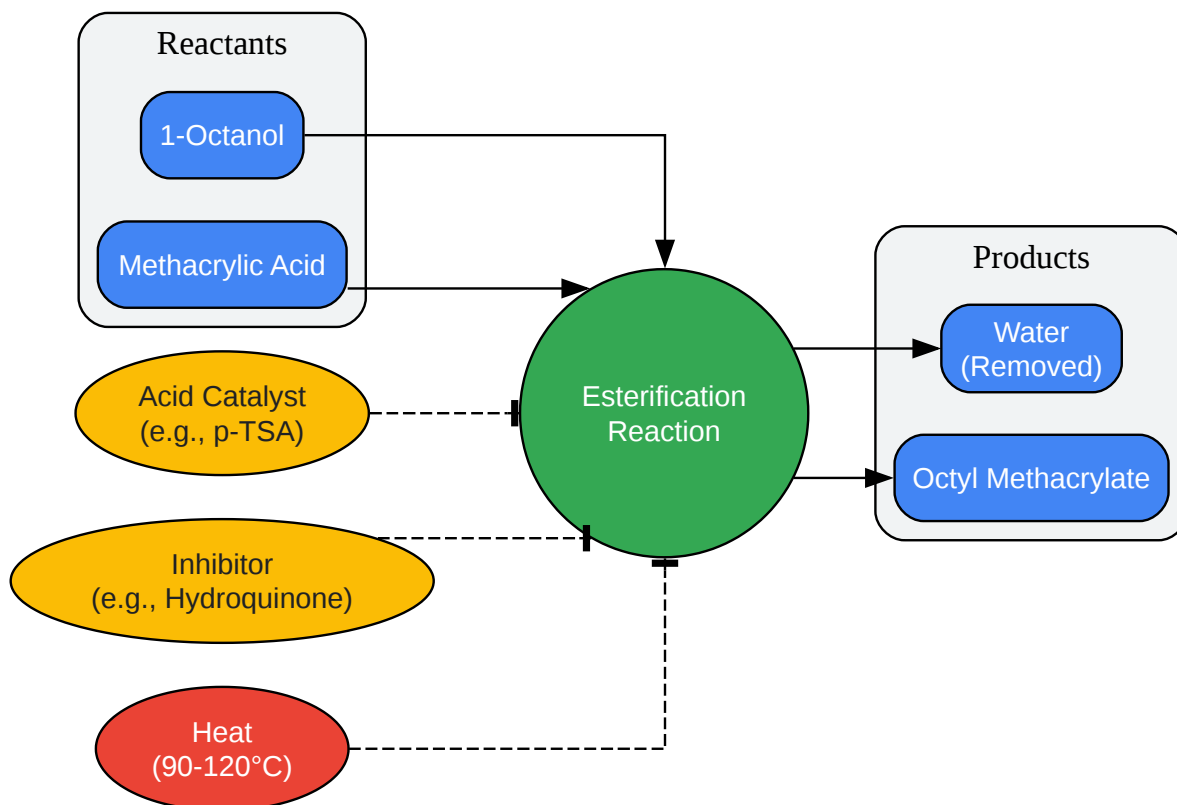 Reactants
1-Octanol
Methacrylic Acid
Acid Catalyst
(e.g., p-TSA)
Inhibitor
(e.g., Hydroquinone)
Heat
(90-120°C)
Esterification
Reaction
Products
Water
(Removed)
Octyl Methacrylate